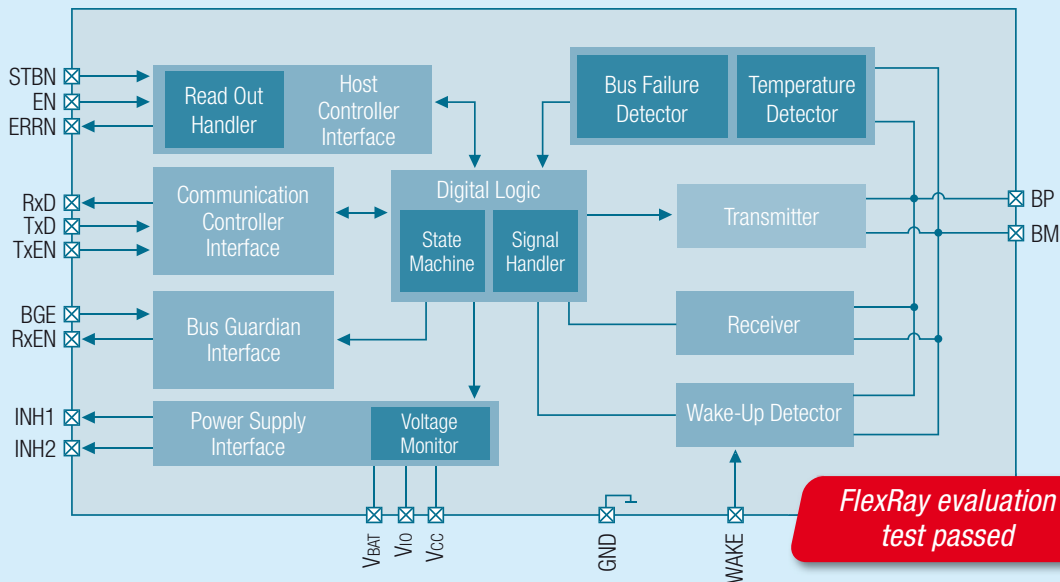 STBN
EN
ERRN
Read Out
Handler
Host
Controller
Interface
Bus Failure
Detector
Temperature
Detector
RxD
TxD
TxEN
Communication
Controller
Interface
Digital Logic
State
Machine
Signal
Handler
Transmitter
BP
BM
BGE
RxEN
Bus Guardian
Interface
Receiver
INH1
INH2
Power Supply
Interface
Voltage
Monitor
Wake-Up Detector
VBAT
VIO
VCC
GND
WAKE
FlexRay evaluation
test passed